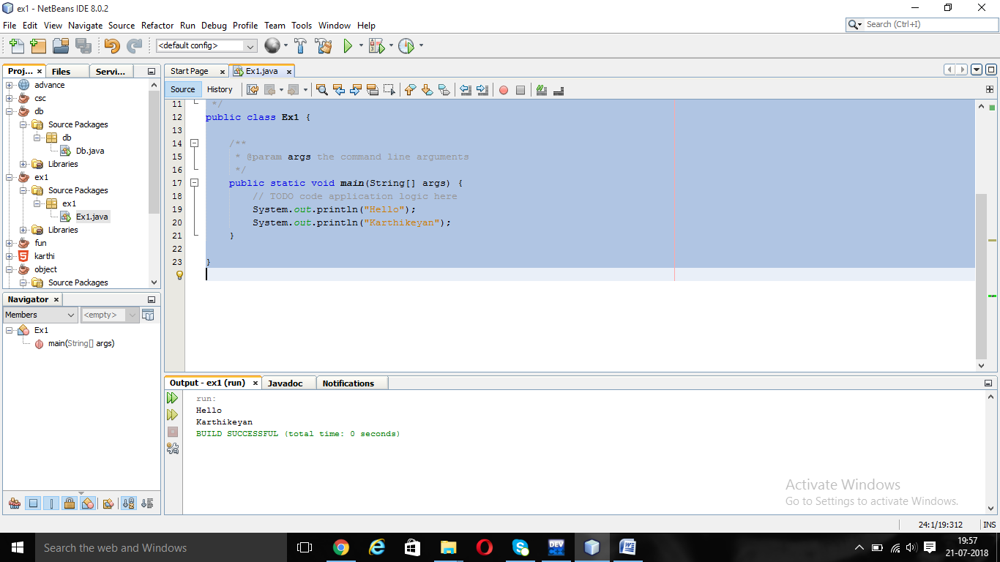 ex1 - NetBeans IDE 8.0.2
File Edit View Navigate Source Refactor Run Debug Profile Team Tools Window Help
Search (Ctrl+I)
<default config>
Proj... × Files Servi...
advance
csc
db
Source Packages
db
Db.java
Libraries
ex1
Source Packages
ex1
Ex1.java
Libraries
fun
karthi
object
Source Packages
Navigator ×
Members <empty>
Ex1
main(String[] args)
Start Page × Ex1.java ×
Source History
11 */
12 public class Ex1 {
13
14 /**
15 * @param args the command line arguments
16 */
17 public static void main(String[] args) {
18 // TODO code application logic here
19 System.out.println("Hello");
20 System.out.println("Karthikeyan");
21 }
22
23 }
Output - ex1 (run) × Javadoc Notifications
run:
Hello
Karthikeyan
BUILD SUCCESSFUL (total time: 0 seconds)
Activate Windows
Go to Settings to activate Windows.
24:1/19:312 INS
Search the web and Windows
DEV
19:57
21-07-2018